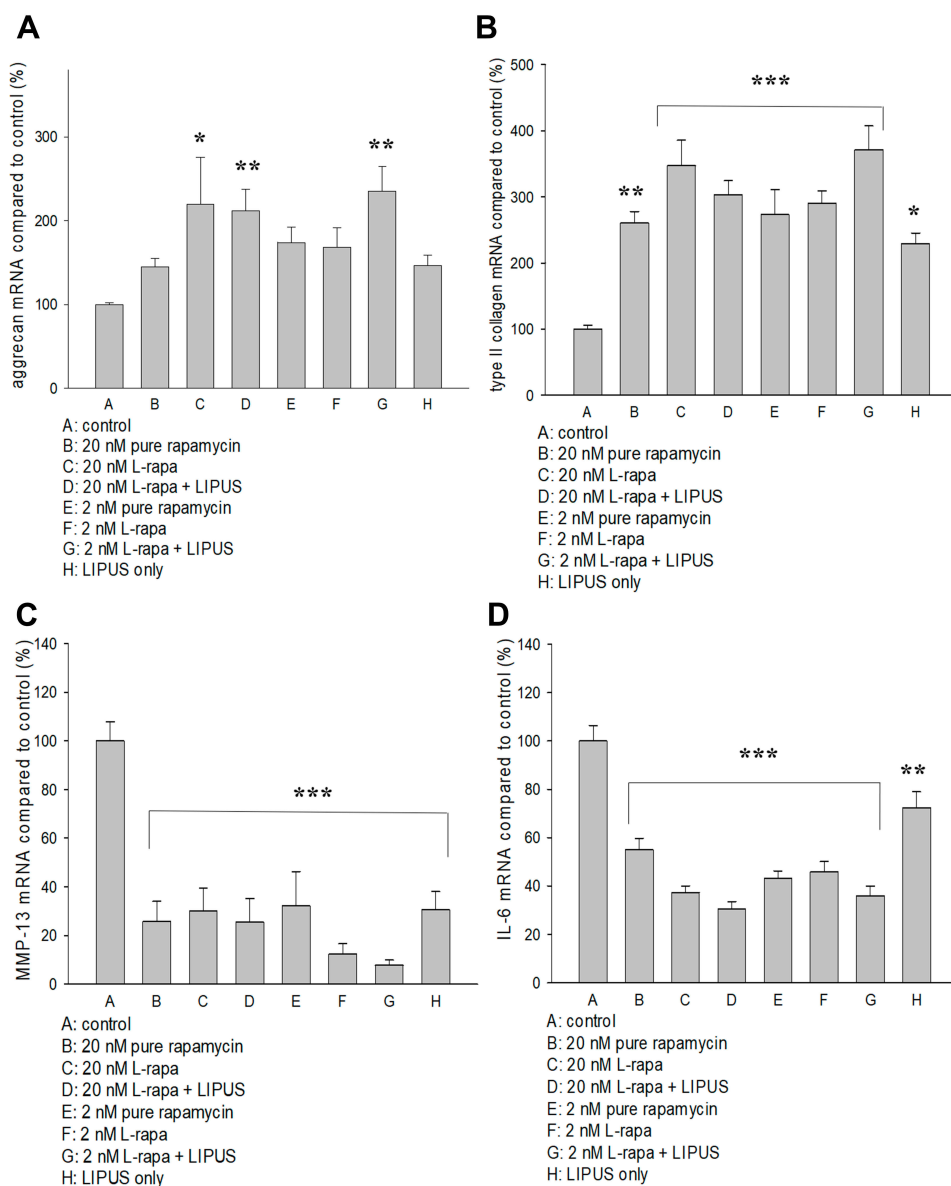 A
aggrecan mRNA compared to control (%)
300
200
100
0
*
**
**
A B C D E F G H
A: control
B: 20 nM pure rapamycin
C: 20 nM L-rapa
D: 20 nM L-rapa + LIPUS
E: 2 nM pure rapamycin
F: 2 nM L-rapa
G: 2 nM L-rapa + LIPUS
H: LIPUS only
B
type II collagen mRNA compared to control (%)
500
400
300
200
100
0
***
**
*
A B C D E F G H
A: control
B: 20 nM pure rapamycin
C: 20 nM L-rapa
D: 20 nM L-rapa + LIPUS
E: 2 nM pure rapamycin
F: 2 nM L-rapa
G: 2 nM L-rapa + LIPUS
H: LIPUS only
C
MMP-13 mRNA compared to control (%)
140
120
100
80
60
40
20
0
***
A B C D E F G H
A: control
B: 20 nM pure rapamycin
C: 20 nM L-rapa
D: 20 nM L-rapa + LIPUS
E: 2 nM pure rapamycin
F: 2 nM L-rapa
G: 2 nM L-rapa + LIPUS
H: LIPUS only
D
IL-6 mRNA compared to control (%)
140
120
100
80
60
40
20
0
***
**
A B C D E F G H
A: control
B: 20 nM pure rapamycin
C: 20 nM L-rapa
D: 20 nM L-rapa + LIPUS
E: 2 nM pure rapamycin
F: 2 nM L-rapa
G: 2 nM L-rapa + LIPUS
H: LIPUS only